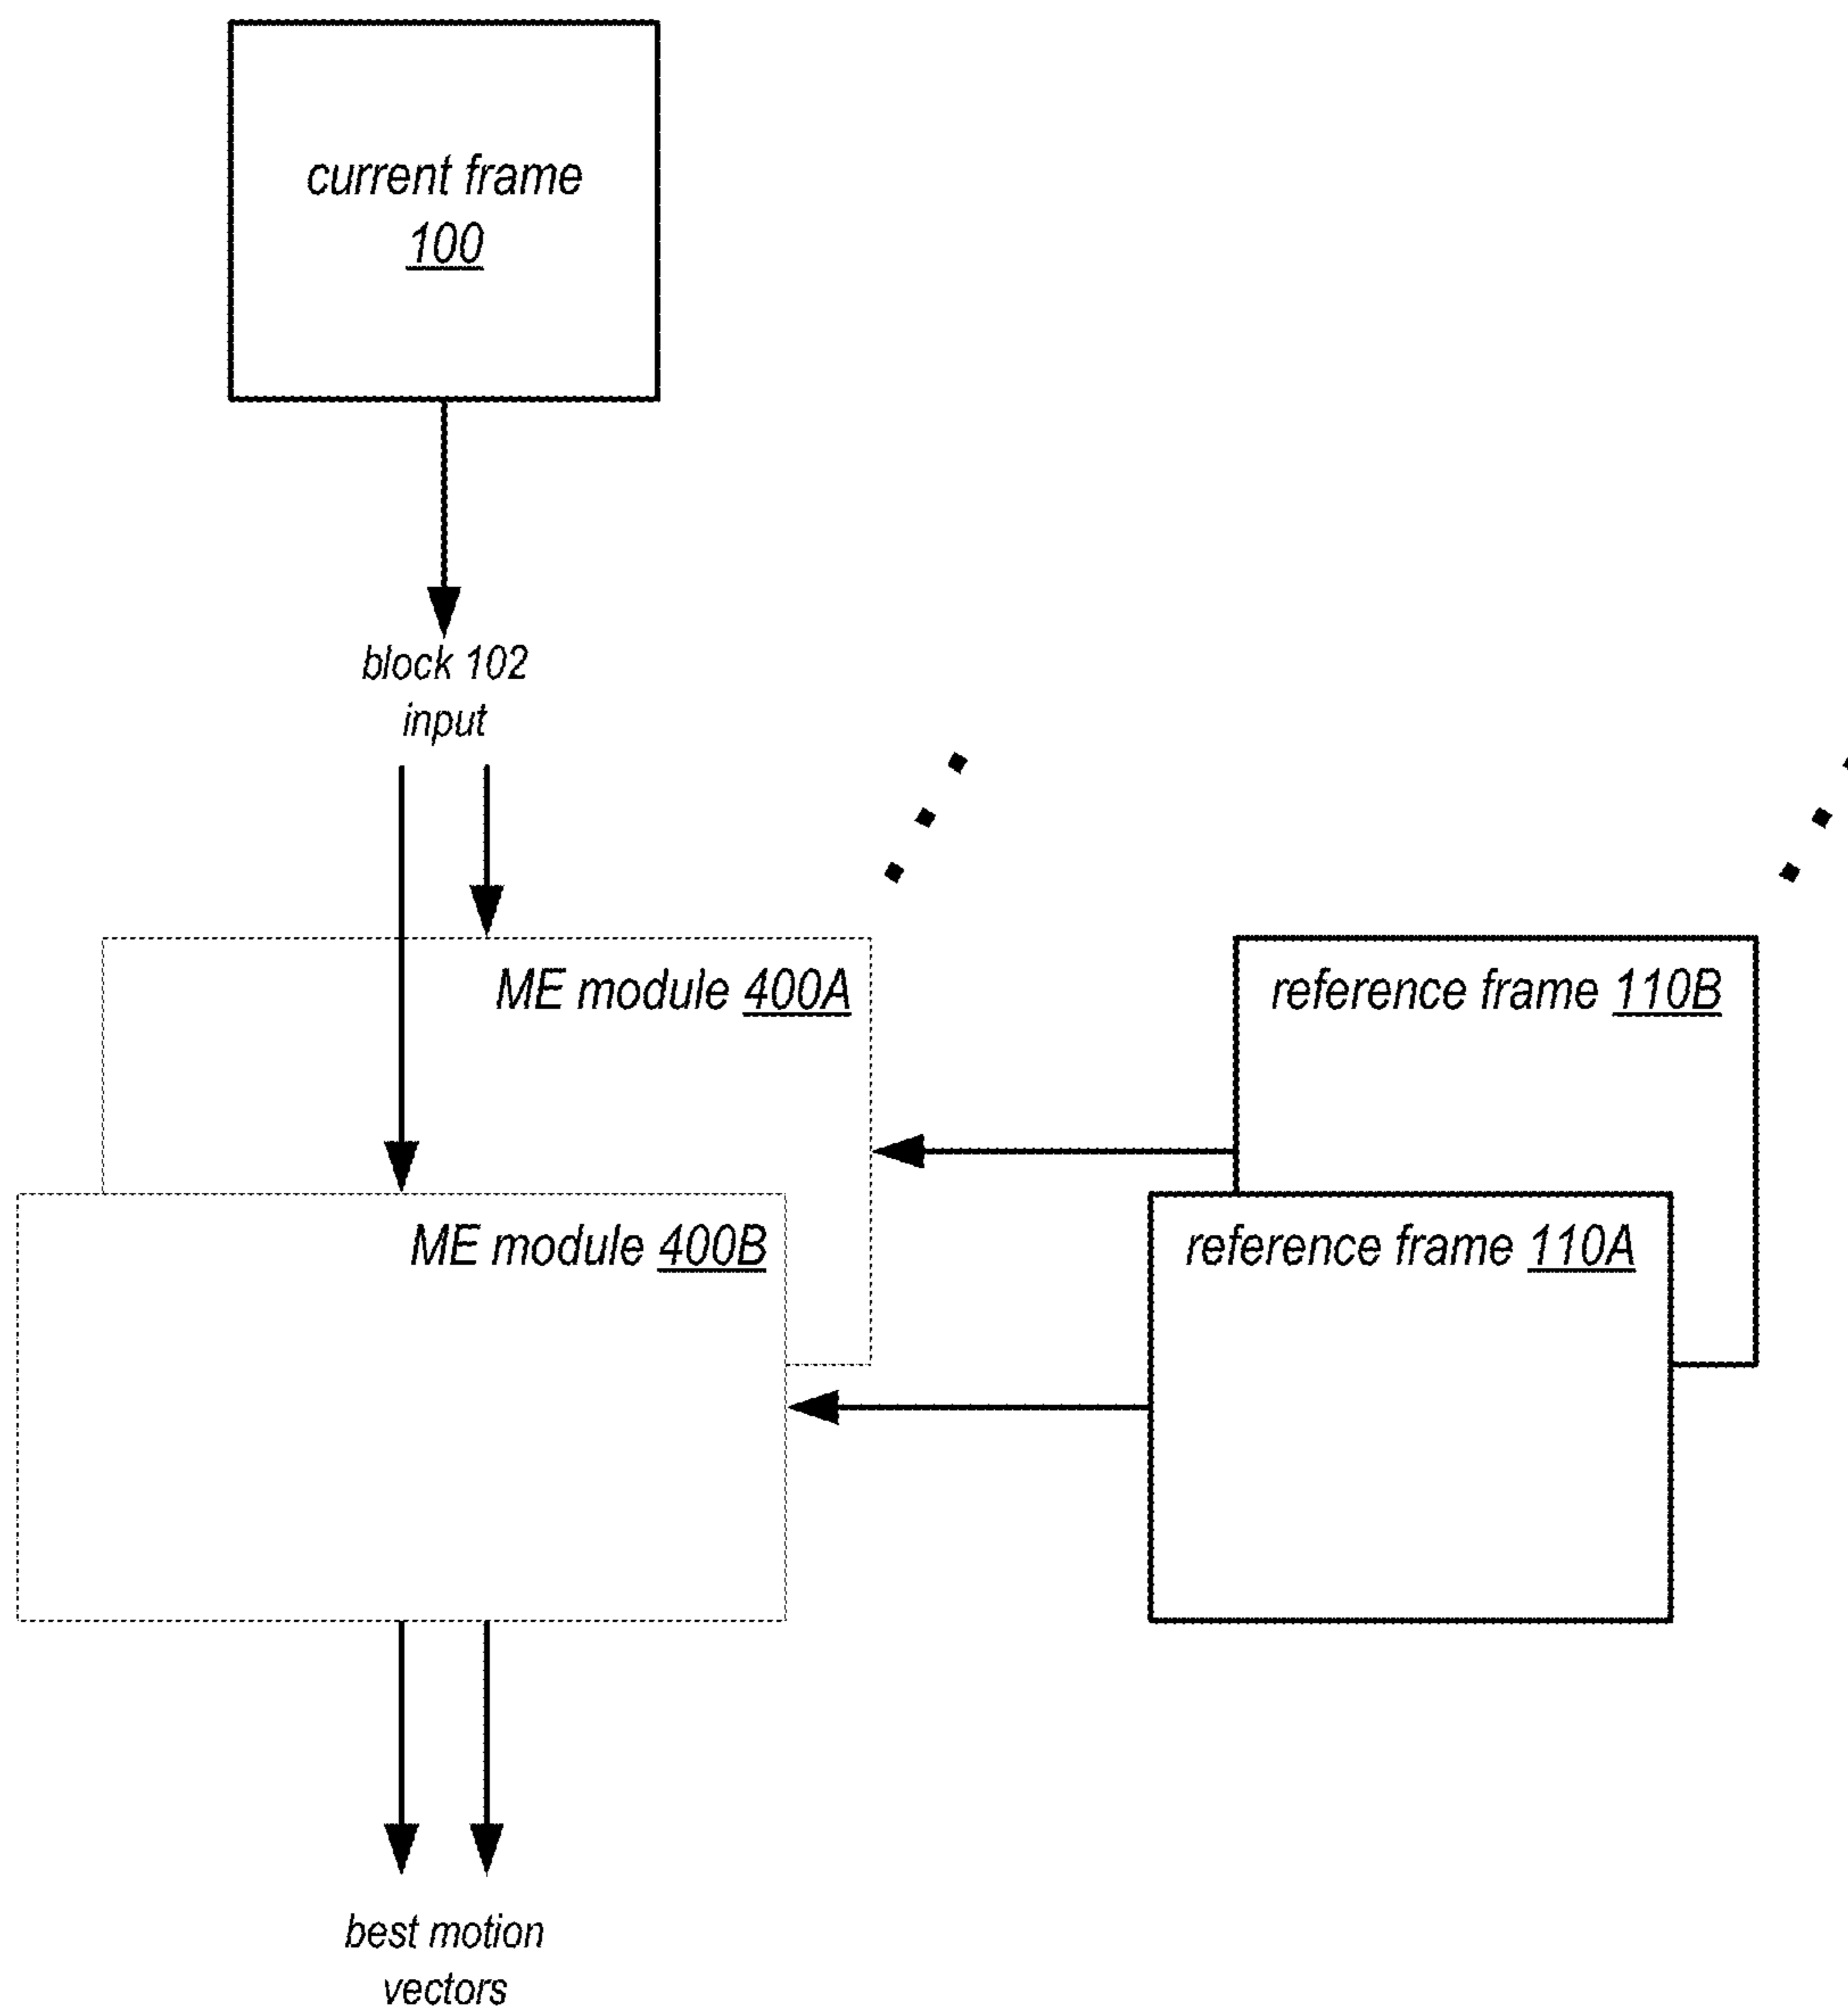 current frame
100
block 102
input
ME module 400A
reference frame 110B
ME module 400B
reference frame 110A
best motion
vectors